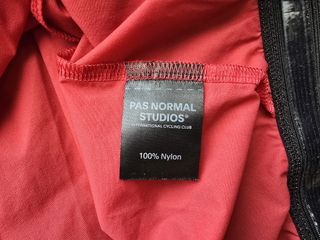 PAS NORMAL
STUDIOS®
INTERNATIONAL CYCLING CLUB
100% Nylon